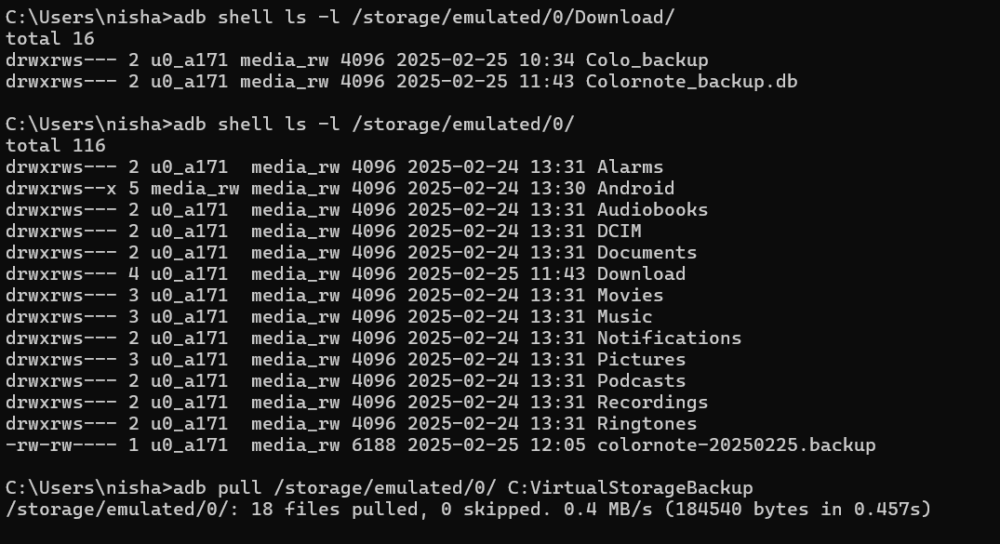 C:\Users\nisha>adb shell ls -l /storage/emulated/0/Download/
total 16
drwxrws--- 2 u0_a171 media_rw 4096 2025-02-25 10:34 Colo_backup
drwxrws--- 2 u0_a171 media_rw 4096 2025-02-25 11:43 Colornote_backup.db
C:\Users\nisha>adb shell ls -l /storage/emulated/0/
total 116
drwxrws--- 2 u0_a171  media_rw 4096 2025-02-24 13:31 Alarms
drwxrws--x 5 media_rw media_rw 4096 2025-02-24 13:30 Android
drwxrws--- 2 u0_a171  media_rw 4096 2025-02-24 13:31 Audiobooks
drwxrws--- 2 u0_a171  media_rw 4096 2025-02-24 13:31 DCIM
drwxrws--- 2 u0_a171  media_rw 4096 2025-02-24 13:31 Documents
drwxrws--- 4 u0_a171  media_rw 4096 2025-02-25 11:43 Download
drwxrws--- 3 u0_a171  media_rw 4096 2025-02-24 13:31 Movies
drwxrws--- 3 u0_a171  media_rw 4096 2025-02-24 13:31 Music
drwxrws--- 2 u0_a171  media_rw 4096 2025-02-24 13:31 Notifications
drwxrws--- 3 u0_a171  media_rw 4096 2025-02-24 13:31 Pictures
drwxrws--- 2 u0_a171  media_rw 4096 2025-02-24 13:31 Podcasts
drwxrws--- 2 u0_a171  media_rw 4096 2025-02-24 13:31 Recordings
drwxrws--- 2 u0_a171  media_rw 4096 2025-02-24 13:31 Ringtones
-rw-rw---- 1 u0_a171  media_rw 6188 2025-02-25 12:05 colornote-20250225.backup
C:\Users\nisha>adb pull /storage/emulated/0/ C:VirtualStorageBackup
/storage/emulated/0/: 18 files pulled, 0 skipped. 0.4 MB/s (184540 bytes in 0.457s)